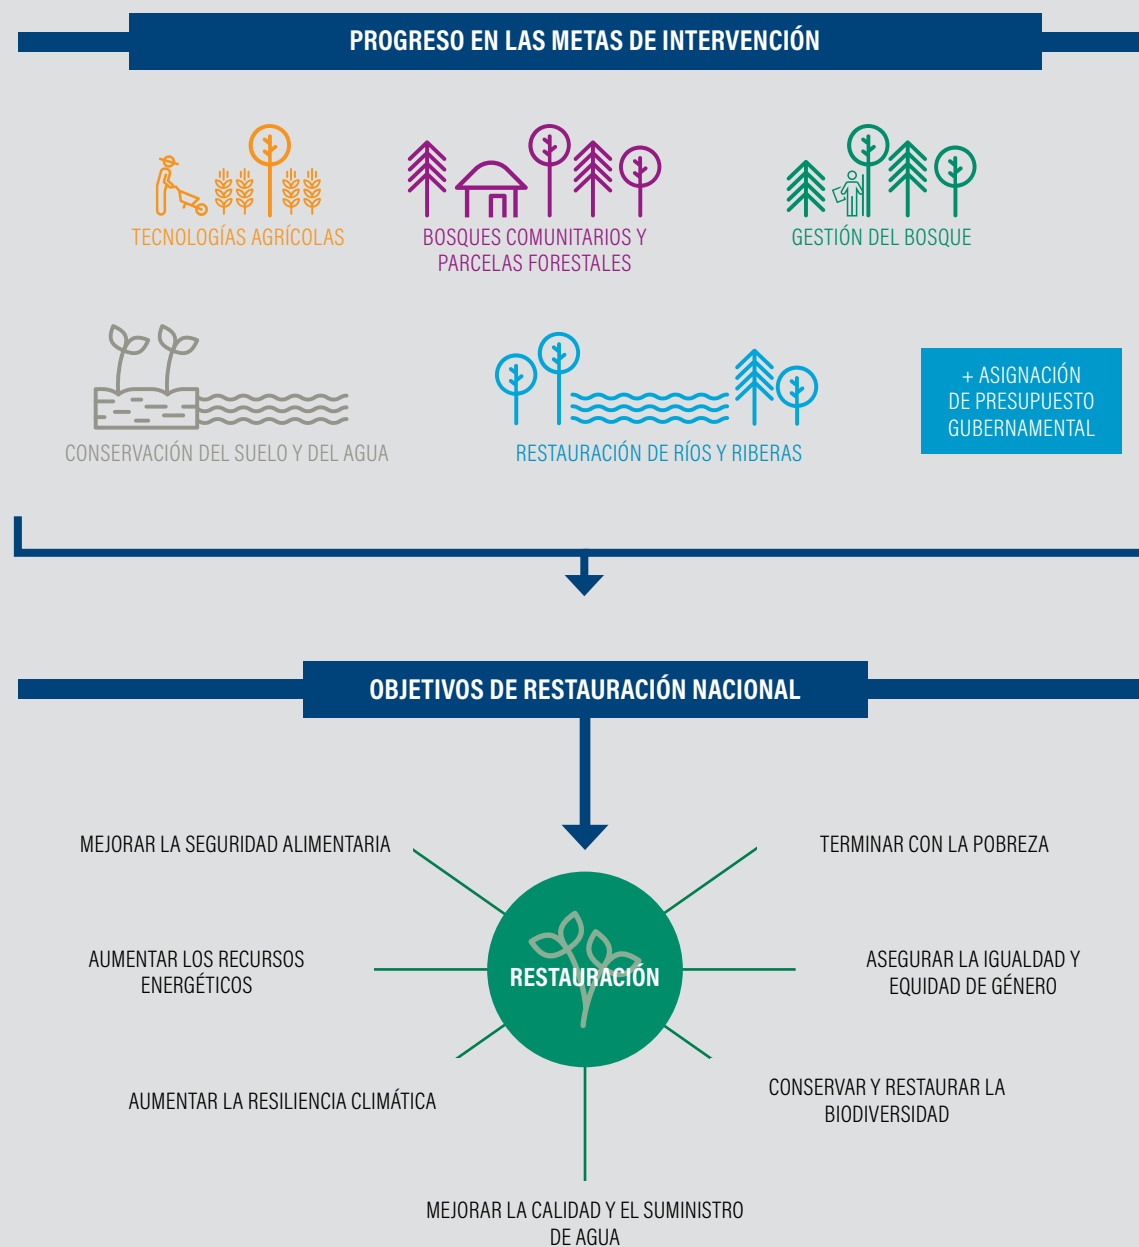 PROGRESO EN LAS METAS DE INTERVENCIÓN
TECNOLOGÍAS AGRÍCOLAS
BOSQUES COMUNITARIOS Y
PARCELAS FORESTALES
GESTIÓN DEL BOSQUE
CONSERVACIÓN DEL SUELO Y DEL AGUA
RESTAURACIÓN DE RÍOS Y RIBERAS
+ ASIGNACIÓN
DE PRESUPUESTO
GUBERNAMENTAL
OBJETIVOS DE RESTAURACIÓN NACIONAL
MEJORAR LA SEGURIDAD ALIMENTARIA
TERMINAR CON LA POBREZA
AUMENTAR LOS RECURSOS
ENERGÉTICOS
RESTAURACIÓN
ASEGURAR LA IGUALDAD Y
EQUIDAD DE GÉNERO
AUMENTAR LA RESILIENCIA CLIMÁTICA
CONSERVAR Y RESTAURAR LA
BIODIVERSIDAD
MEJORAR LA CALIDAD Y EL SUMINISTRO
DE AGUA